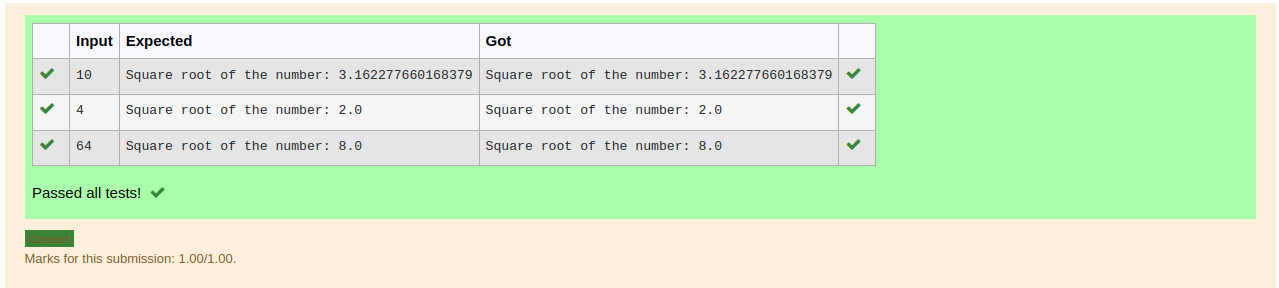 Input Expected Got
10 Square root of the number: 3.162277660168379 Square root of the number: 3.162277660168379
4 Square root of the number: 2.0 Square root of the number: 2.0
64 Square root of the number: 8.0 Square root of the number: 8.0
Passed all tests!
Correct
Marks for this submission: 1.00/1.00.